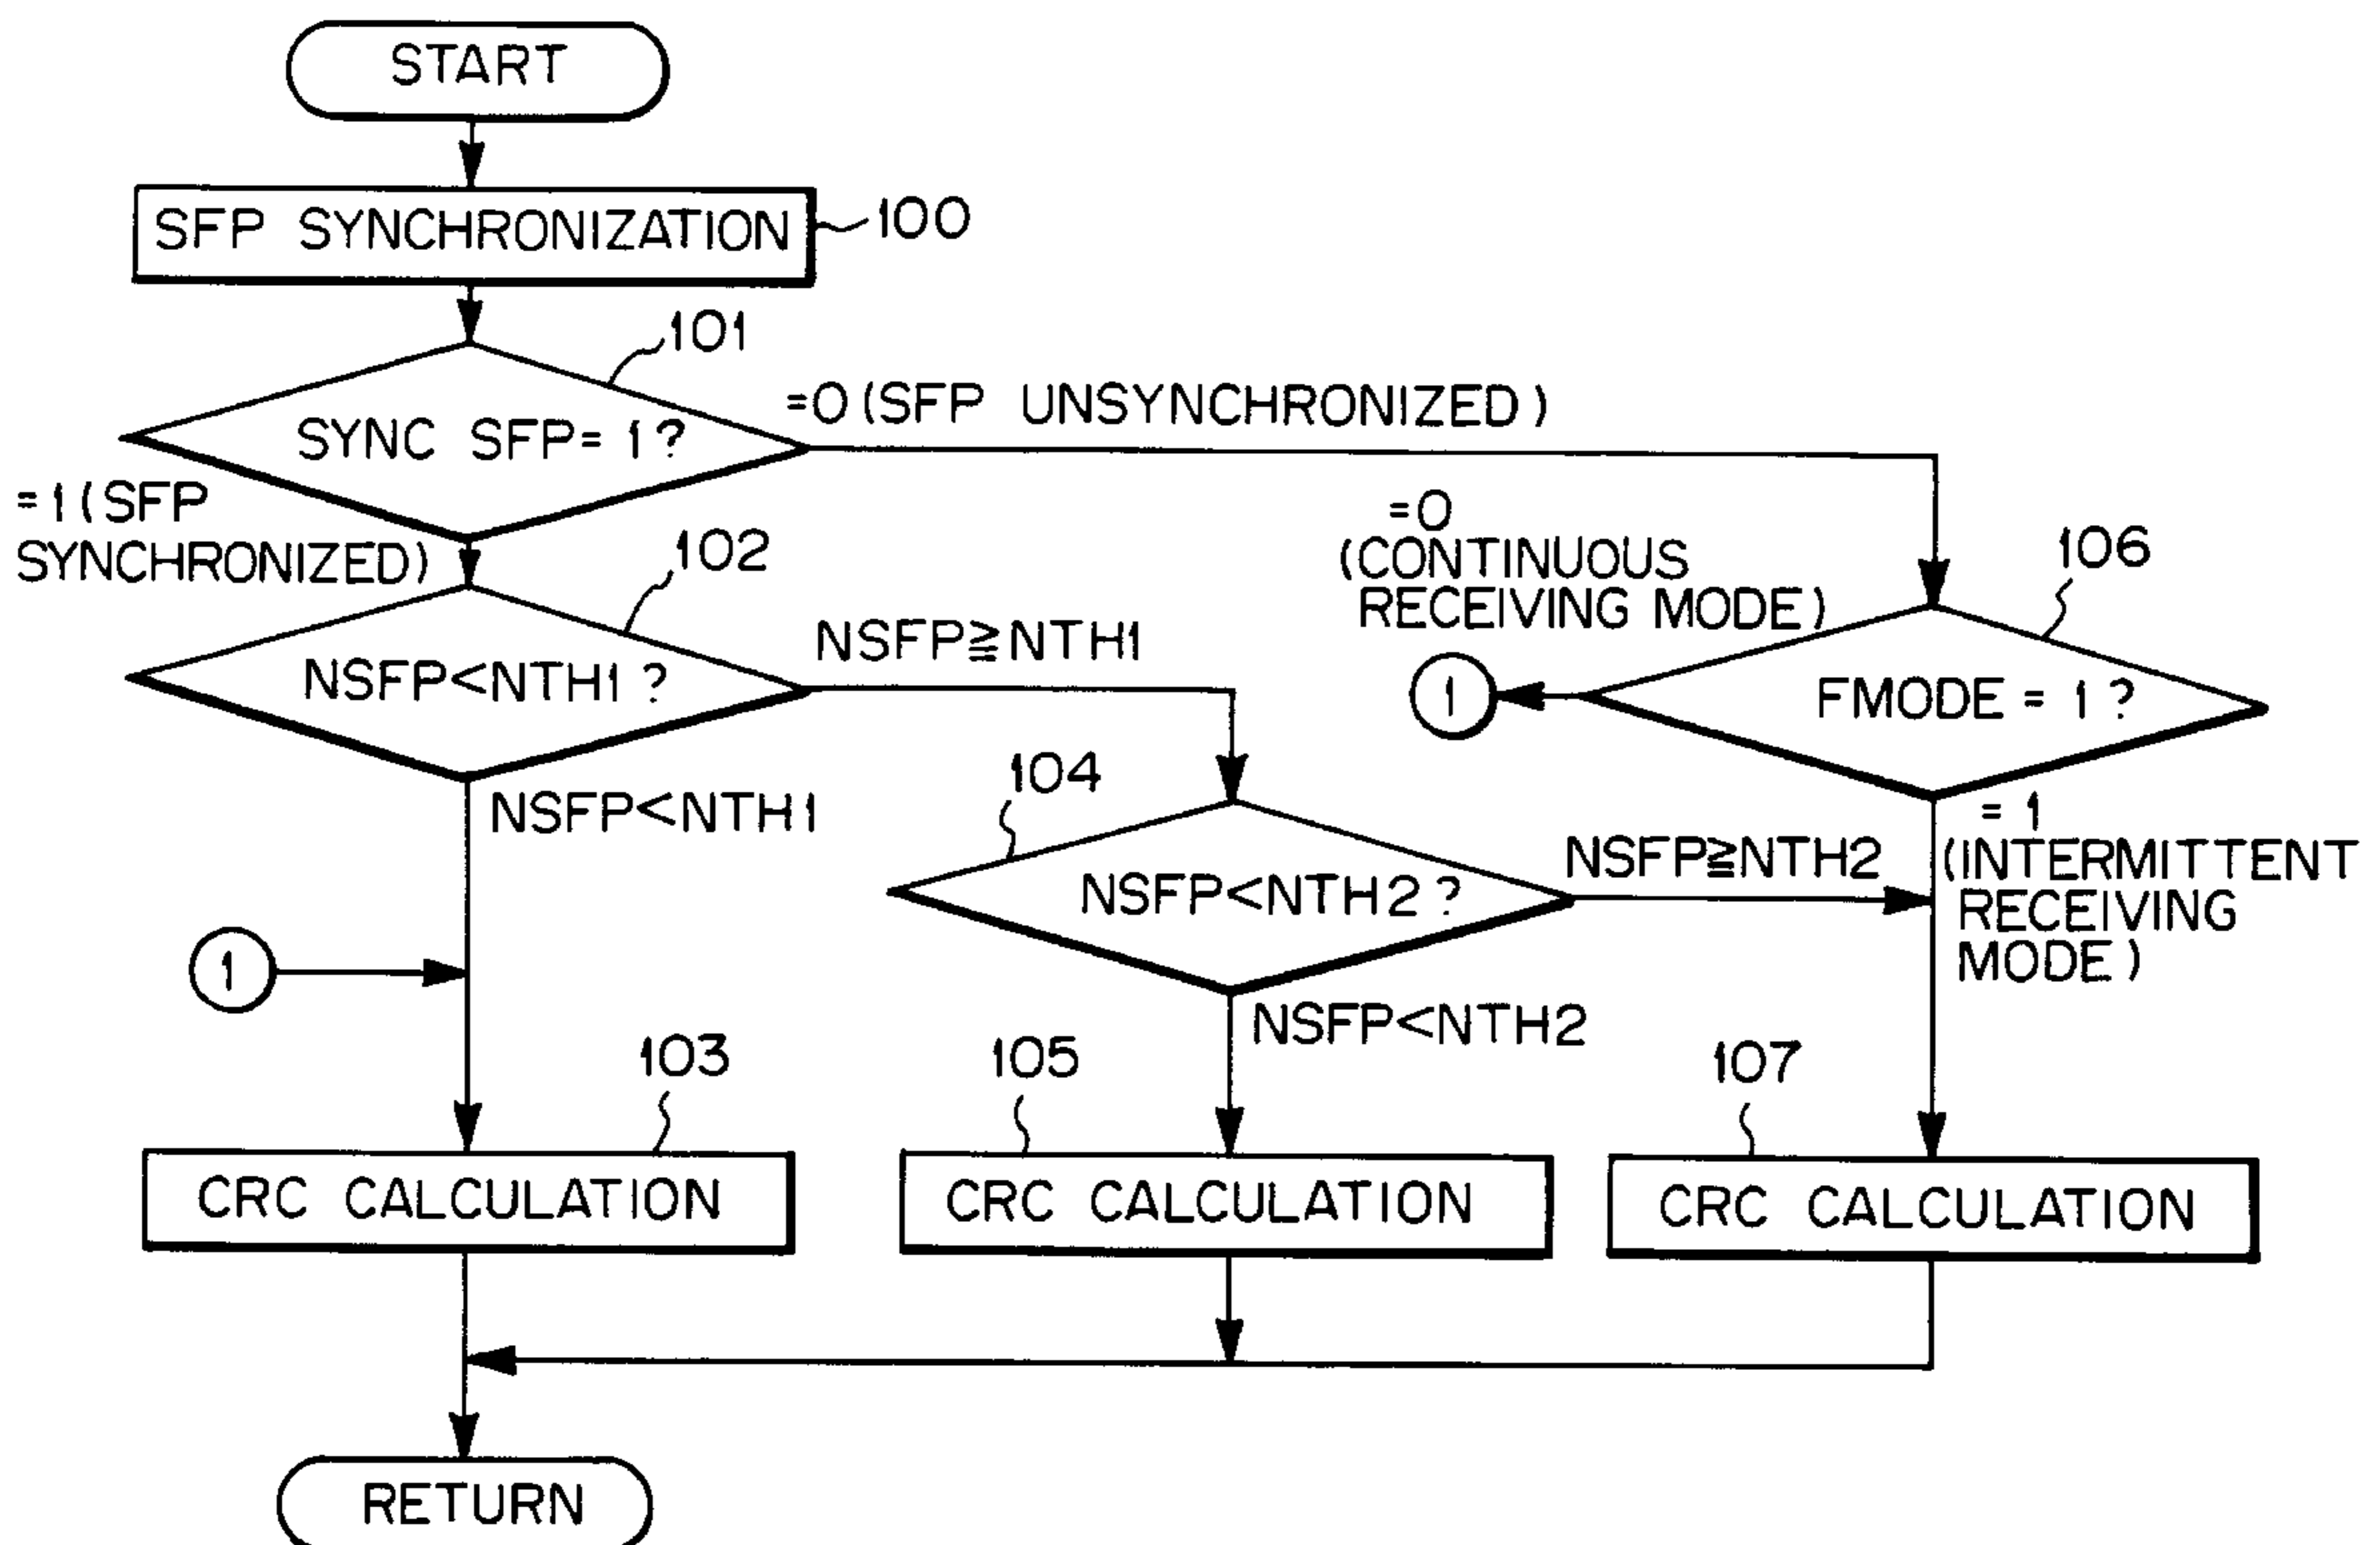 START
SFP SYNCHRONIZATION
100
101
SYNC SFP= 1 ?
=0 (SFP UNSYNCHRONIZED)
=1 (SFP
SYNCHRONIZED)
102
NSFP<NTH1 ?
NSFP≧NTH1
=0
(CONTINUOUS
RECEIVING MODE)
106
1
FMODE = 1 ?
NSFP<NTH1
104
NSFP<NTH2 ?
NSFP≧NTH2
= 1
(INTERMITTENT
RECEIVING
MODE)
1
NSFP<NTH2
103
105
107
CRC CALCULATION
CRC CALCULATION
CRC CALCULATION
RETURN